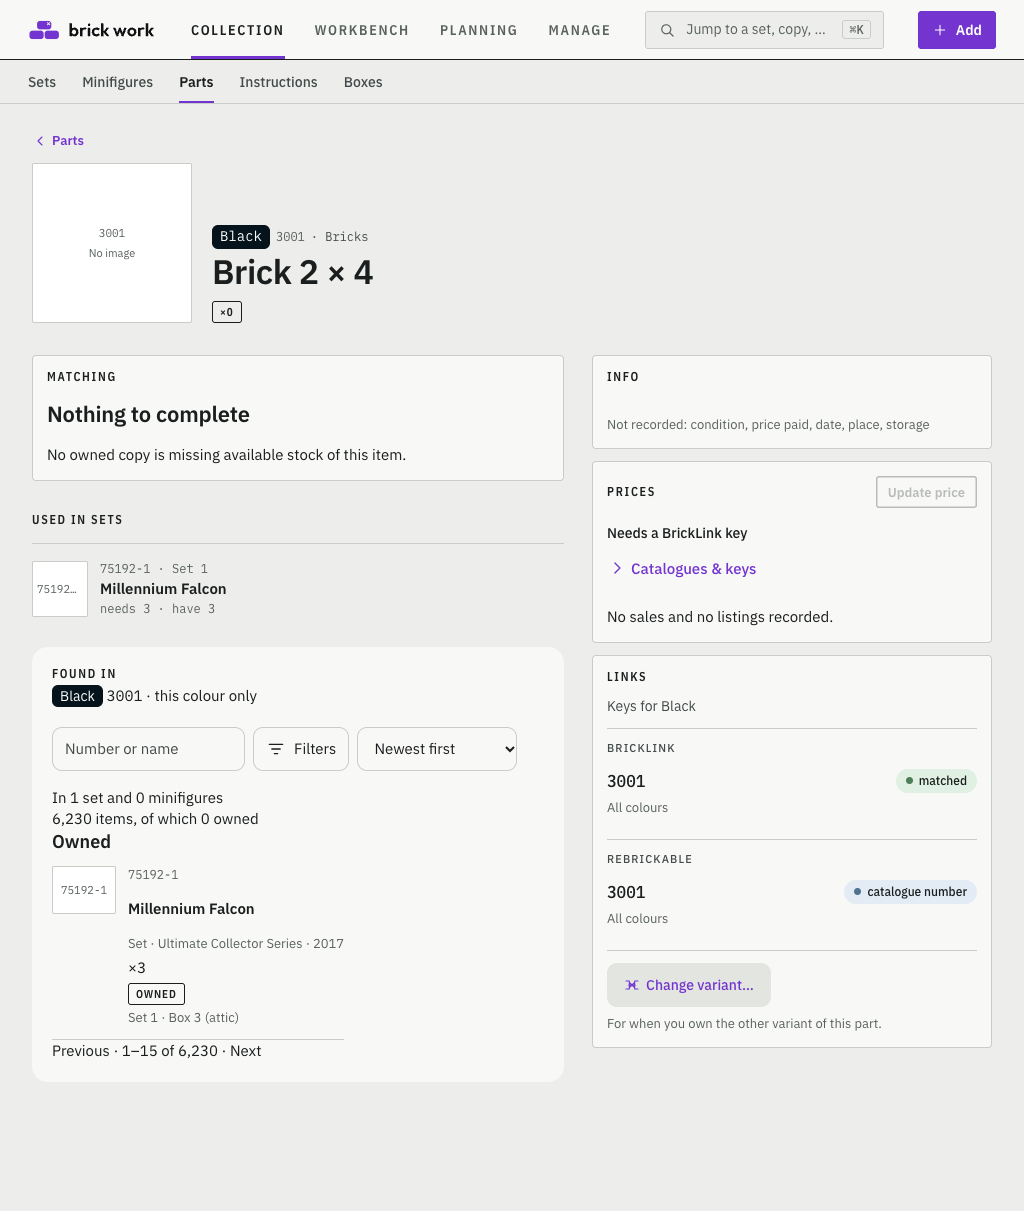 brick work
COLLECTION
WORKBENCH
PLANNING
MANAGE
Jump to a set, copy, ...
⌘K
Add
Sets
Minifigures
Parts
Instructions
Boxes
Parts
3001
No image
Black 3001 · Bricks
Brick 2 × 4
×0
MATCHING
Nothing to complete
No owned copy is missing available stock of this item.
USED IN SETS
75192…
75192-1 · Set 1
Millennium Falcon
needs 3 · have 3
FOUND IN
Black 3001 · this colour only
Number or name
Filters
Newest first
In 1 set and 0 minifigures
6,230 items, of which 0 owned
Owned
75192-1
75192-1
Millennium Falcon
Set · Ultimate Collector Series · 2017
×3
OWNED
Set 1 · Box 3 (attic)
Previous · 1–15 of 6,230 · Next
INFO
Not recorded: condition, price paid, date, place, storage
PRICES
Update price
Needs a BrickLink key
Catalogues & keys
No sales and no listings recorded.
LINKS
Keys for Black
BRICKLINK
3001
matched
All colours
REBRICKABLE
3001
catalogue number
All colours
Change variant…
For when you own the other variant of this part.